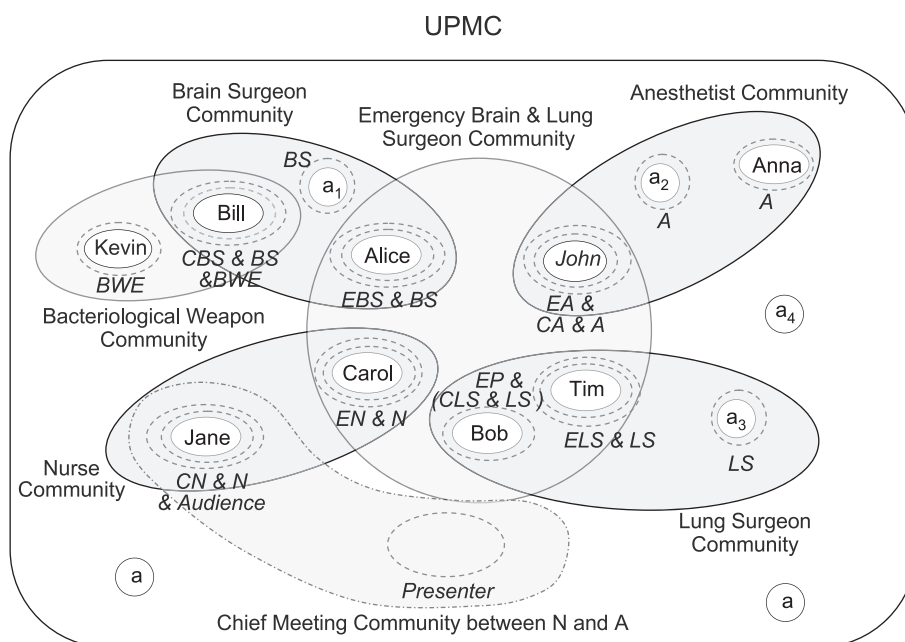 UPMC
Brain Surgeon
Community
Emergency Brain & Lung
Surgeon Community
Anesthetist Community
BS
a1
a2
A
Anna
A
Bill
Kevin
BWE
CBS & BS
&BWE
Alice
EBS & BS
John
EA &
CA & A
Bacteriological Weapon
Community
a4
Carol
EN & N
EP &
(CLS & LS )
Tim
Bob
ELS & LS
a3
LS
Jane
CN & N
& Audience
Nurse
Community
Lung Surgeon
Community
Presenter
a
a
Chief Meeting Community between N and A